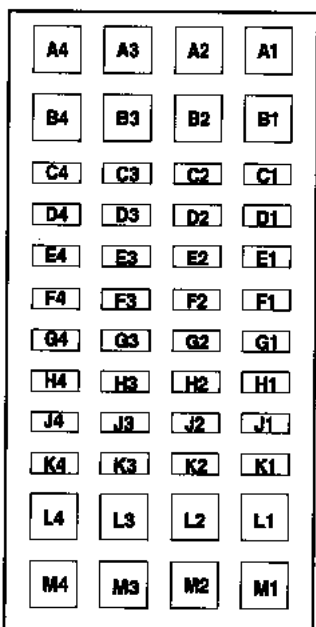 A4 A3 A2 A1
B4 B3 B2 B1
C4 C3 C2 C1
D4 D3 D2 D1
E4 E3 E2 E1
F4 F3 F2 F1
G4 G3 G2 G1
H4 H3 H2 H1
J4 J3 J2 J1
K4 K3 K2 K1
L4 L3 L2 L1
M4 M3 M2 M1